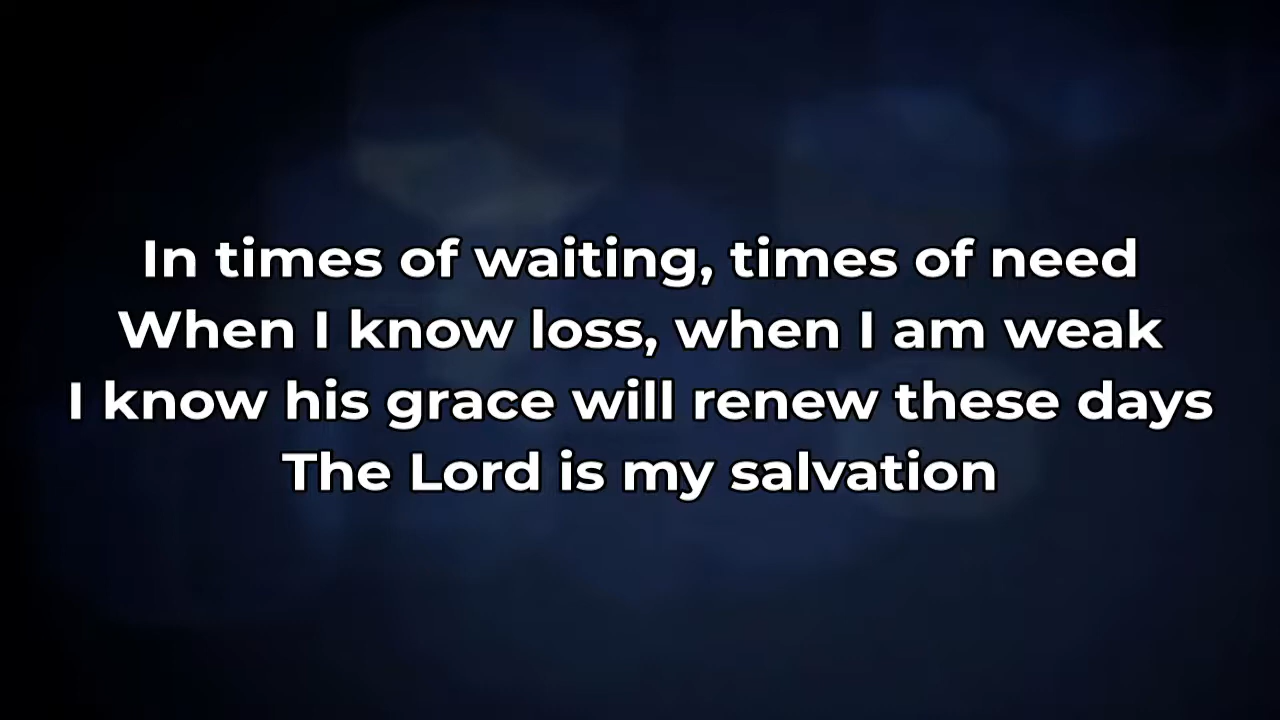 In times of waiting, times of need
When I know loss, when I am weak
I know his grace will renew these days
The Lord is my salvation